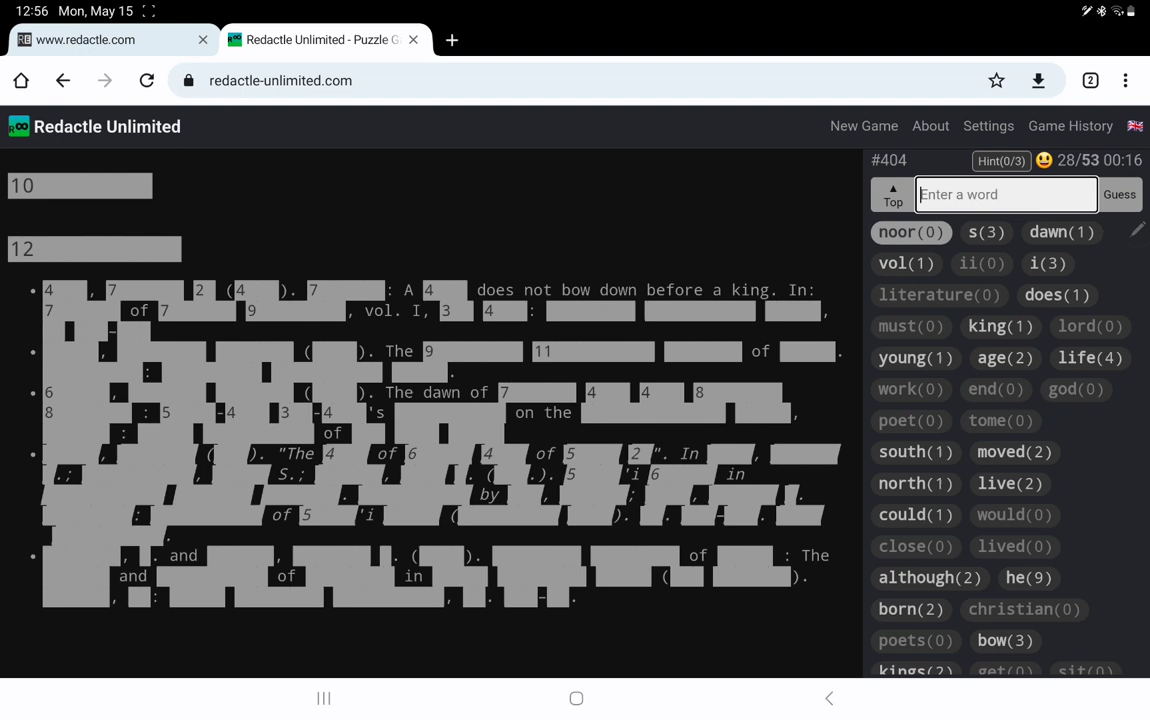 12:56 Mon, May 15
www.redactle.com
Redactle Unlimited - Puzzle G
redactle-unlimited.com
2
Redactle Unlimited
New Game About Settings Game History
#404 Hint(0/3) 28/53 00:16
10
Top Enter a word Guess
noor(0) s(3) dawn(1)
12
vol(1) ii(0) i(3)
4 , 7 2 (4 ). 7 : A 4 does not bow down before a king. In:
7 of 7 9 , vol. I, 3 4 : ,
–
literature(0) does(1)
must(0) king(1) lord(0)
, ( ). The 9 11 of .
: .
young(1) age(2) life(4)
6 , ( ). The dawn of 7 4 4 8
8 : 5 -4 3 -4 's on the ,
: of
work(0) end(0) god(0)
poet(0) tome(0)
, ( ). "The 4 of 6 4 of 5 2 ". In ,
.; , S.; , . ( .). 5 'i 6 in
. by , ; , .
: of 5 'i ( ). . – .
.
south(1) moved(2)
north(1) live(2)
could(1) would(0)
, . and , . ( ). of : The
and of in ( ).
, : , . – .
close(0) lived(0)
although(2) he(9)
born(2) christian(0)
poets(0) bow(3)
kings(2) get(0) sit(0)